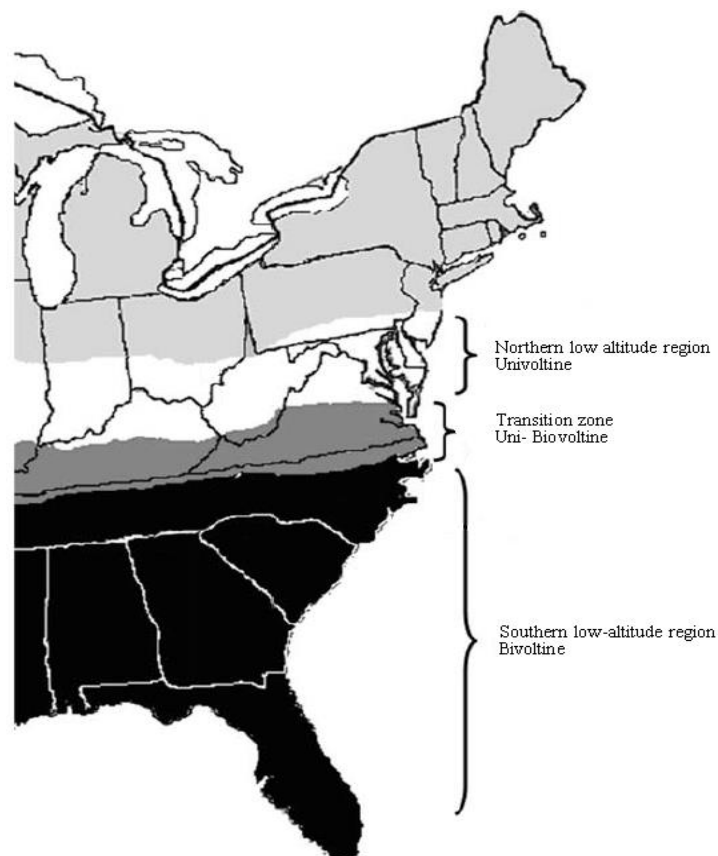 Northern low altitude region
Univoltine
Transition zone
Uni- Biovoltine
Southern low-altitude region
Bivoltine